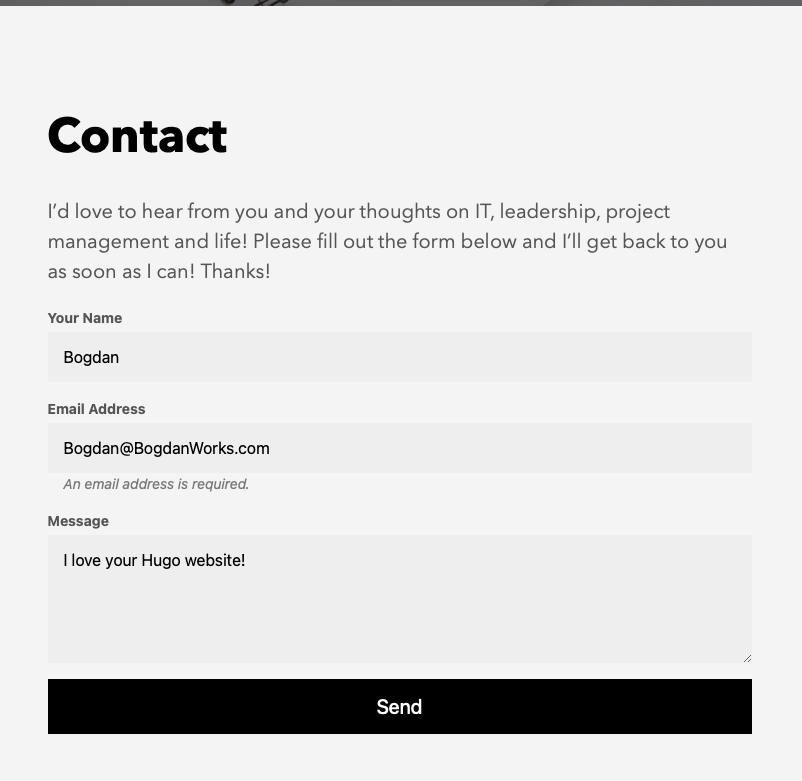 Contact
I’d love to hear from you and your thoughts on IT, leadership, project
management and life! Please fill out the form below and I’ll get back to you
as soon as I can! Thanks!
Your Name
Bogdan
Email Address
Bogdan@BogdanWorks.com
An email address is required.
Message
I love your Hugo website!
Send